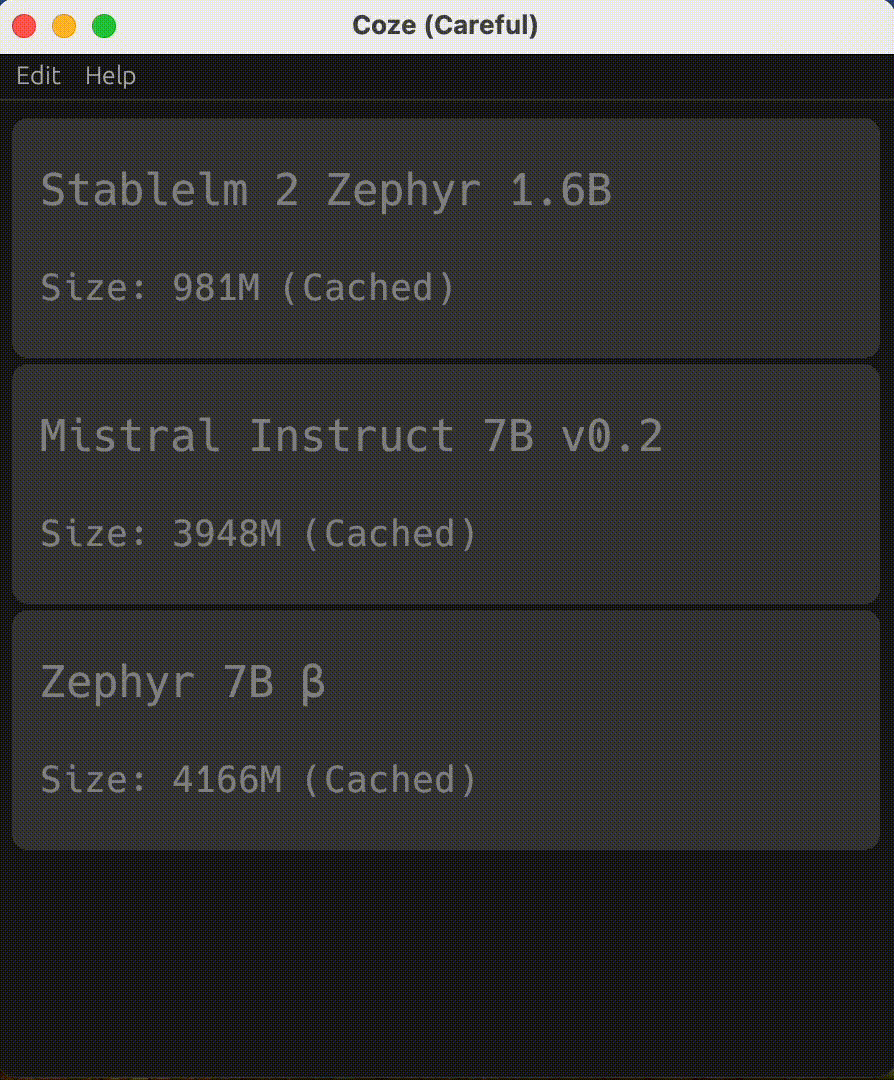 Coze (Careful)
Edit Help
Stablelm 2 Zephyr 1.6B
Size: 981M (Cached)
Mistral Instruct 7B v0.2
Size: 3948M (Cached)
Zephyr 7B β
Size: 4166M (Cached)